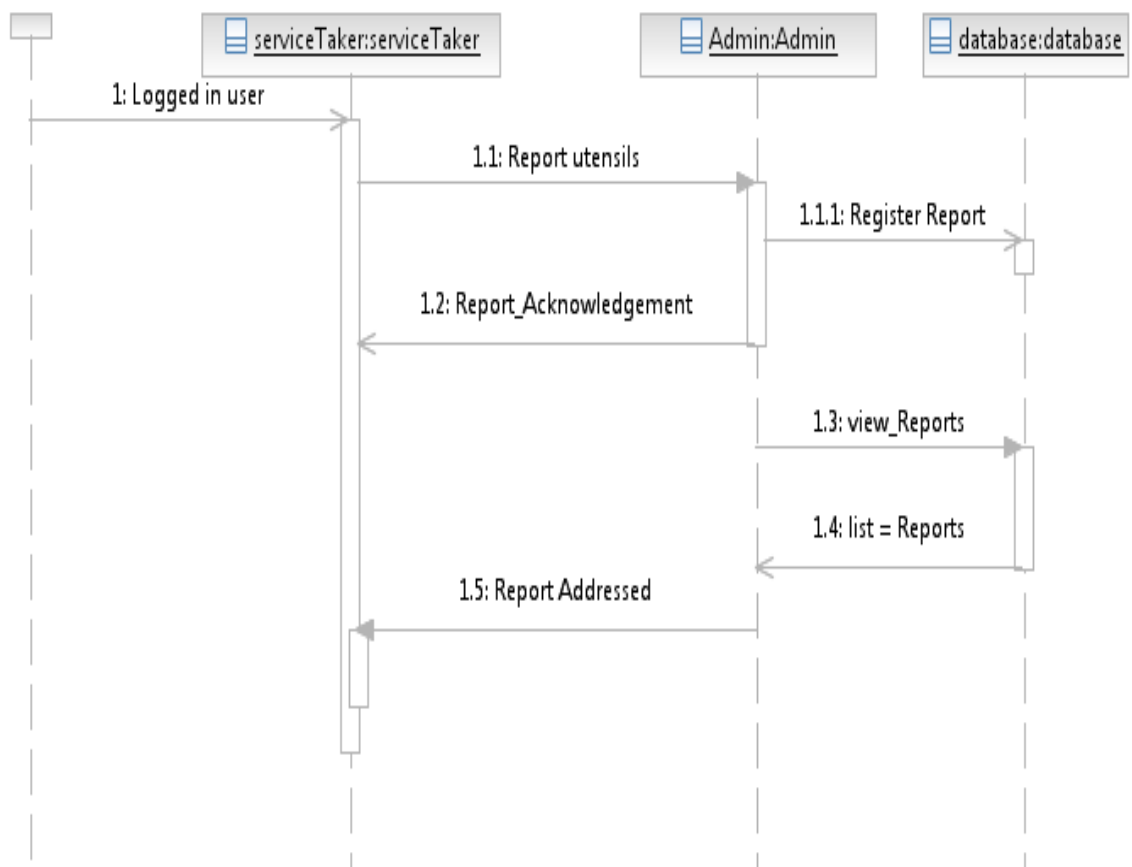 serviceTaker:serviceTaker
Admin:Admin
database:database
1: Logged in user
1.1: Report utensils
1.1.1: Register Report
1.2: Report_Acknowledgement
1.3: view_Reports
1.4: list = Reports
1.5: Report Addressed